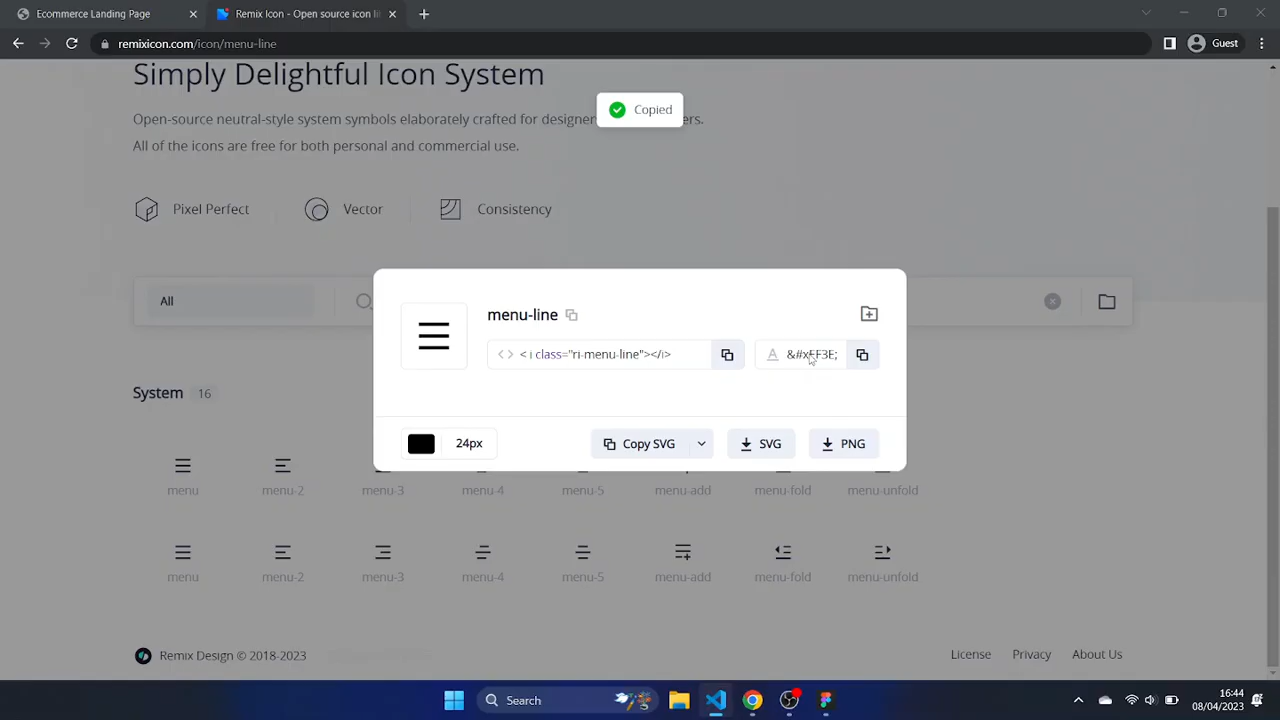 Ecommerce Landing Page
Remix Icon - Open source icon li
remixicon.com/icon/menu-line
Guest
Simply Delightful Icon System
Copied
Open-source neutral-style system symbols elaborately crafted for designe ers.
All of the icons are free for both personal and commercial use.
Pixel Perfect
Vector
Consistency
All
menu-line
<i class="ri-menu-line"></i>
&#xEF3E;
24px
Copy SVG
SVG
PNG
System 16
menu menu-2 menu-3 menu-4 menu-5 menu-add menu-fold menu-unfold
menu menu-2 menu-3 menu-4 menu-5 menu-add menu-fold menu-unfold
Remix Design © 2018-2023
License Privacy About Us
Search
16:44
08/04/2023